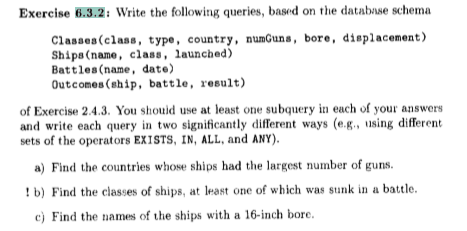 Exercise 6.3.2: Write the following queries, based on the database schema
Classes(class, type, country, numGuns, bore, displacement)
Ships(name, class, launched)
Battles(name, date)
Outcomes(ship, battle, result)
of Exercise 2.4.3. You should use at least one subquery in each of your answers
and write each query in two significantly different ways (e.g., using different
sets of the operators EXISTS, IN, ALL, and ANY).
a) Find the countries whose ships had the largest number of guns.
! b) Find the classes of ships, at least one of which was sunk in a battle.
c) Find the names of the ships with a 16-inch bore.